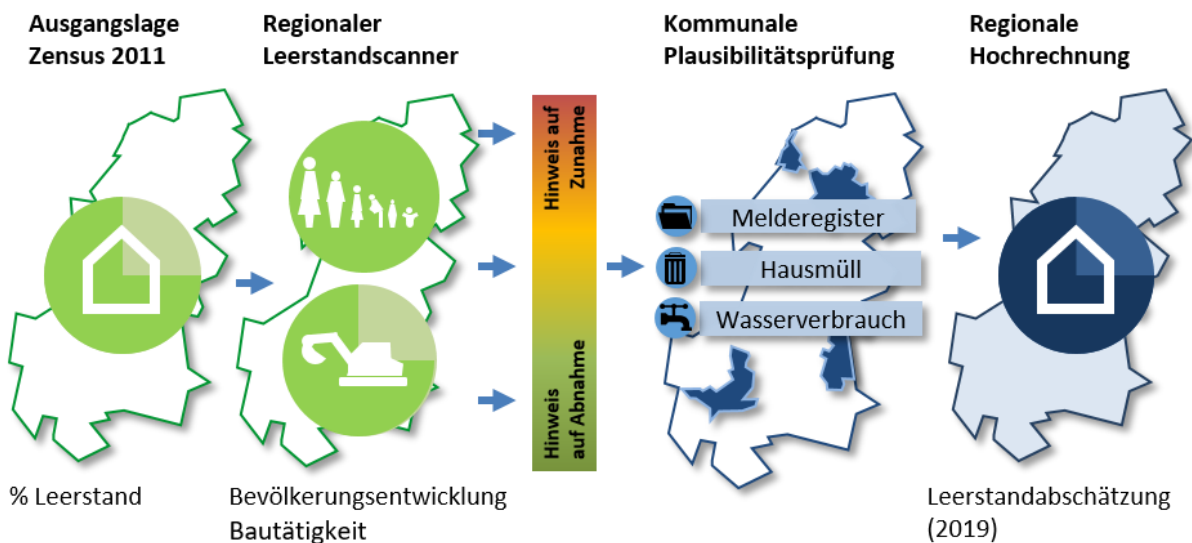 Ausgangslage
Zensus 2011
Regionaler
Leerstandscanner
Kommunale
Plausibilitätsprüfung
Regionale
Hochrechnung
Hinweis auf
Zunahme
Hinweis
auf Abnahme
Melderegister
Hausmüll
Wasserverbrauch
% Leerstand
Bevölkerungsentwicklung
Bautätigkeit
Leerstandabschätzung
(2019)